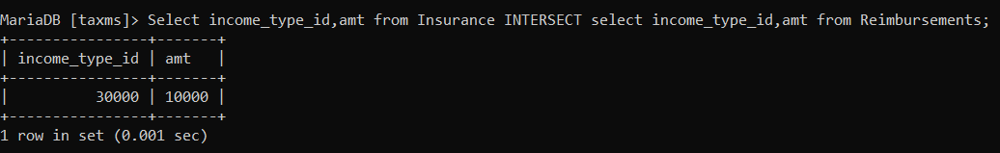 MariaDB [taxms]> Select income_type_id,amt from Insurance INTERSECT select income_type_id,amt from Reimbursements;
+----------------+-------+
| income_type_id | amt   |
+----------------+-------+
|          30000 | 10000 |
+----------------+-------+
1 row in set (0.001 sec)